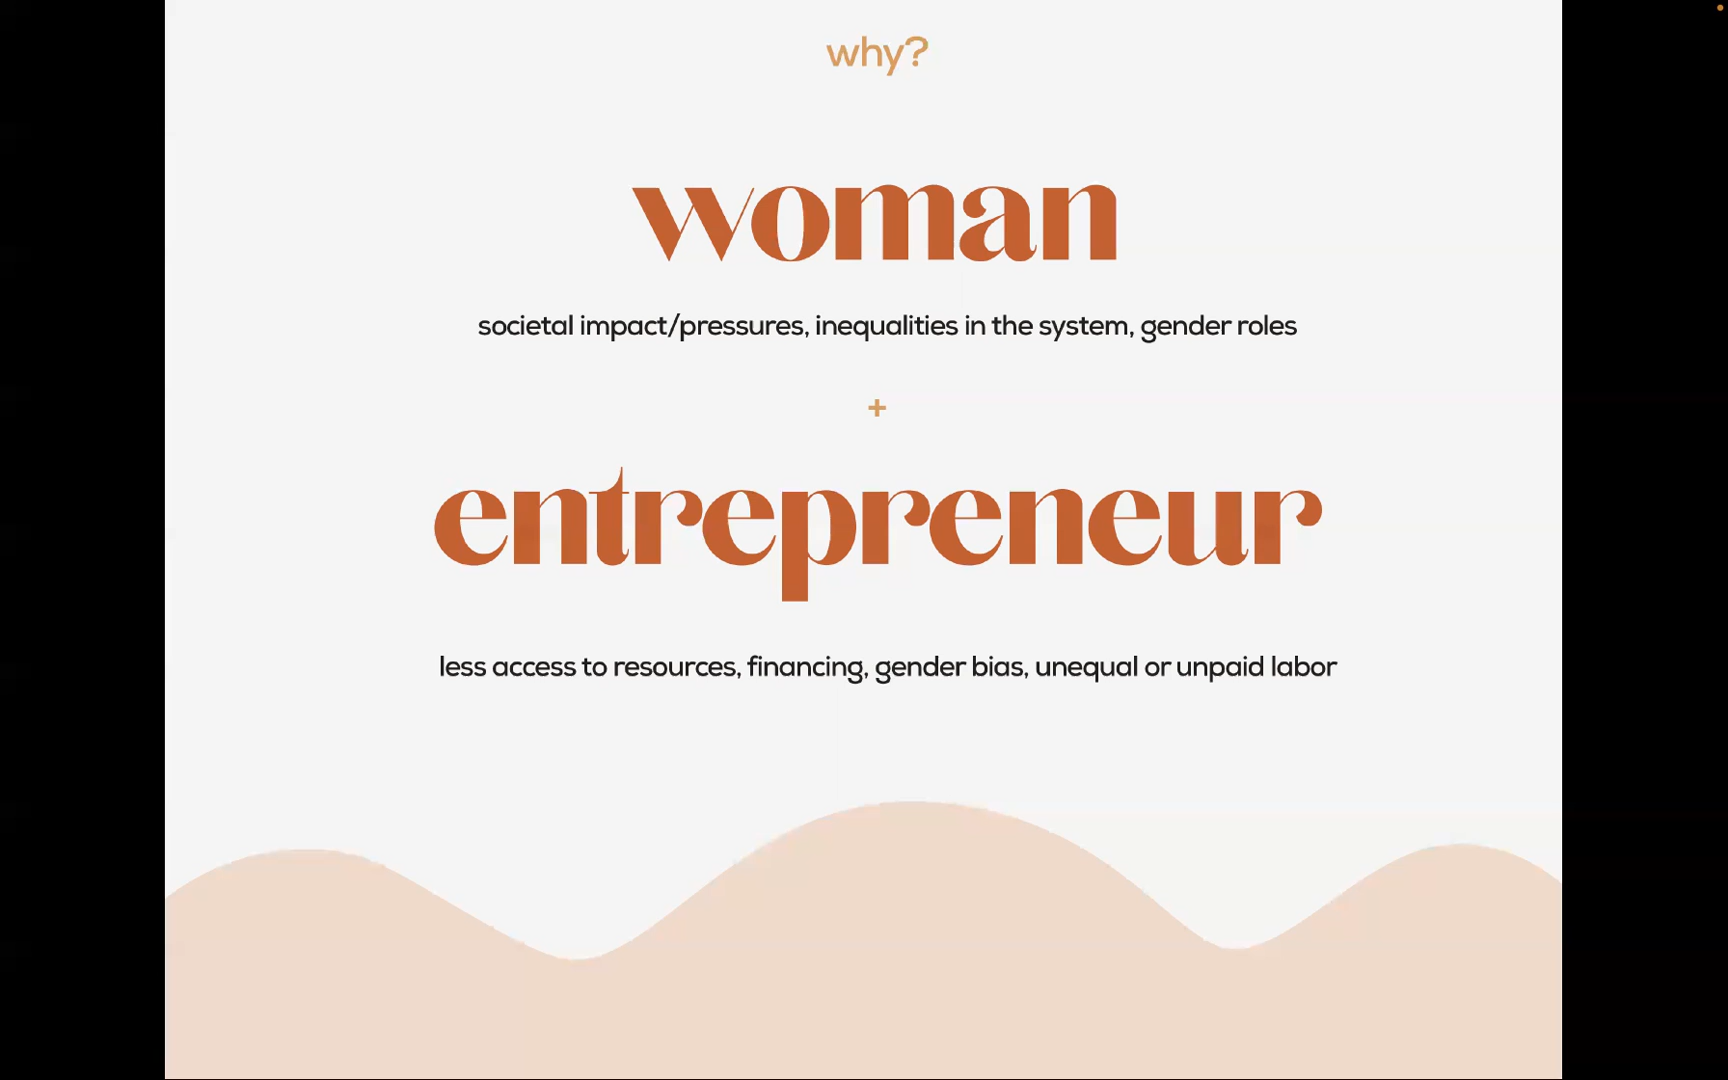 why?
woman
societal impact/pressures, inequalities in the system, gender roles
+
entrepreneur
less access to resources, financing, gender bias, unequal or unpaid labor